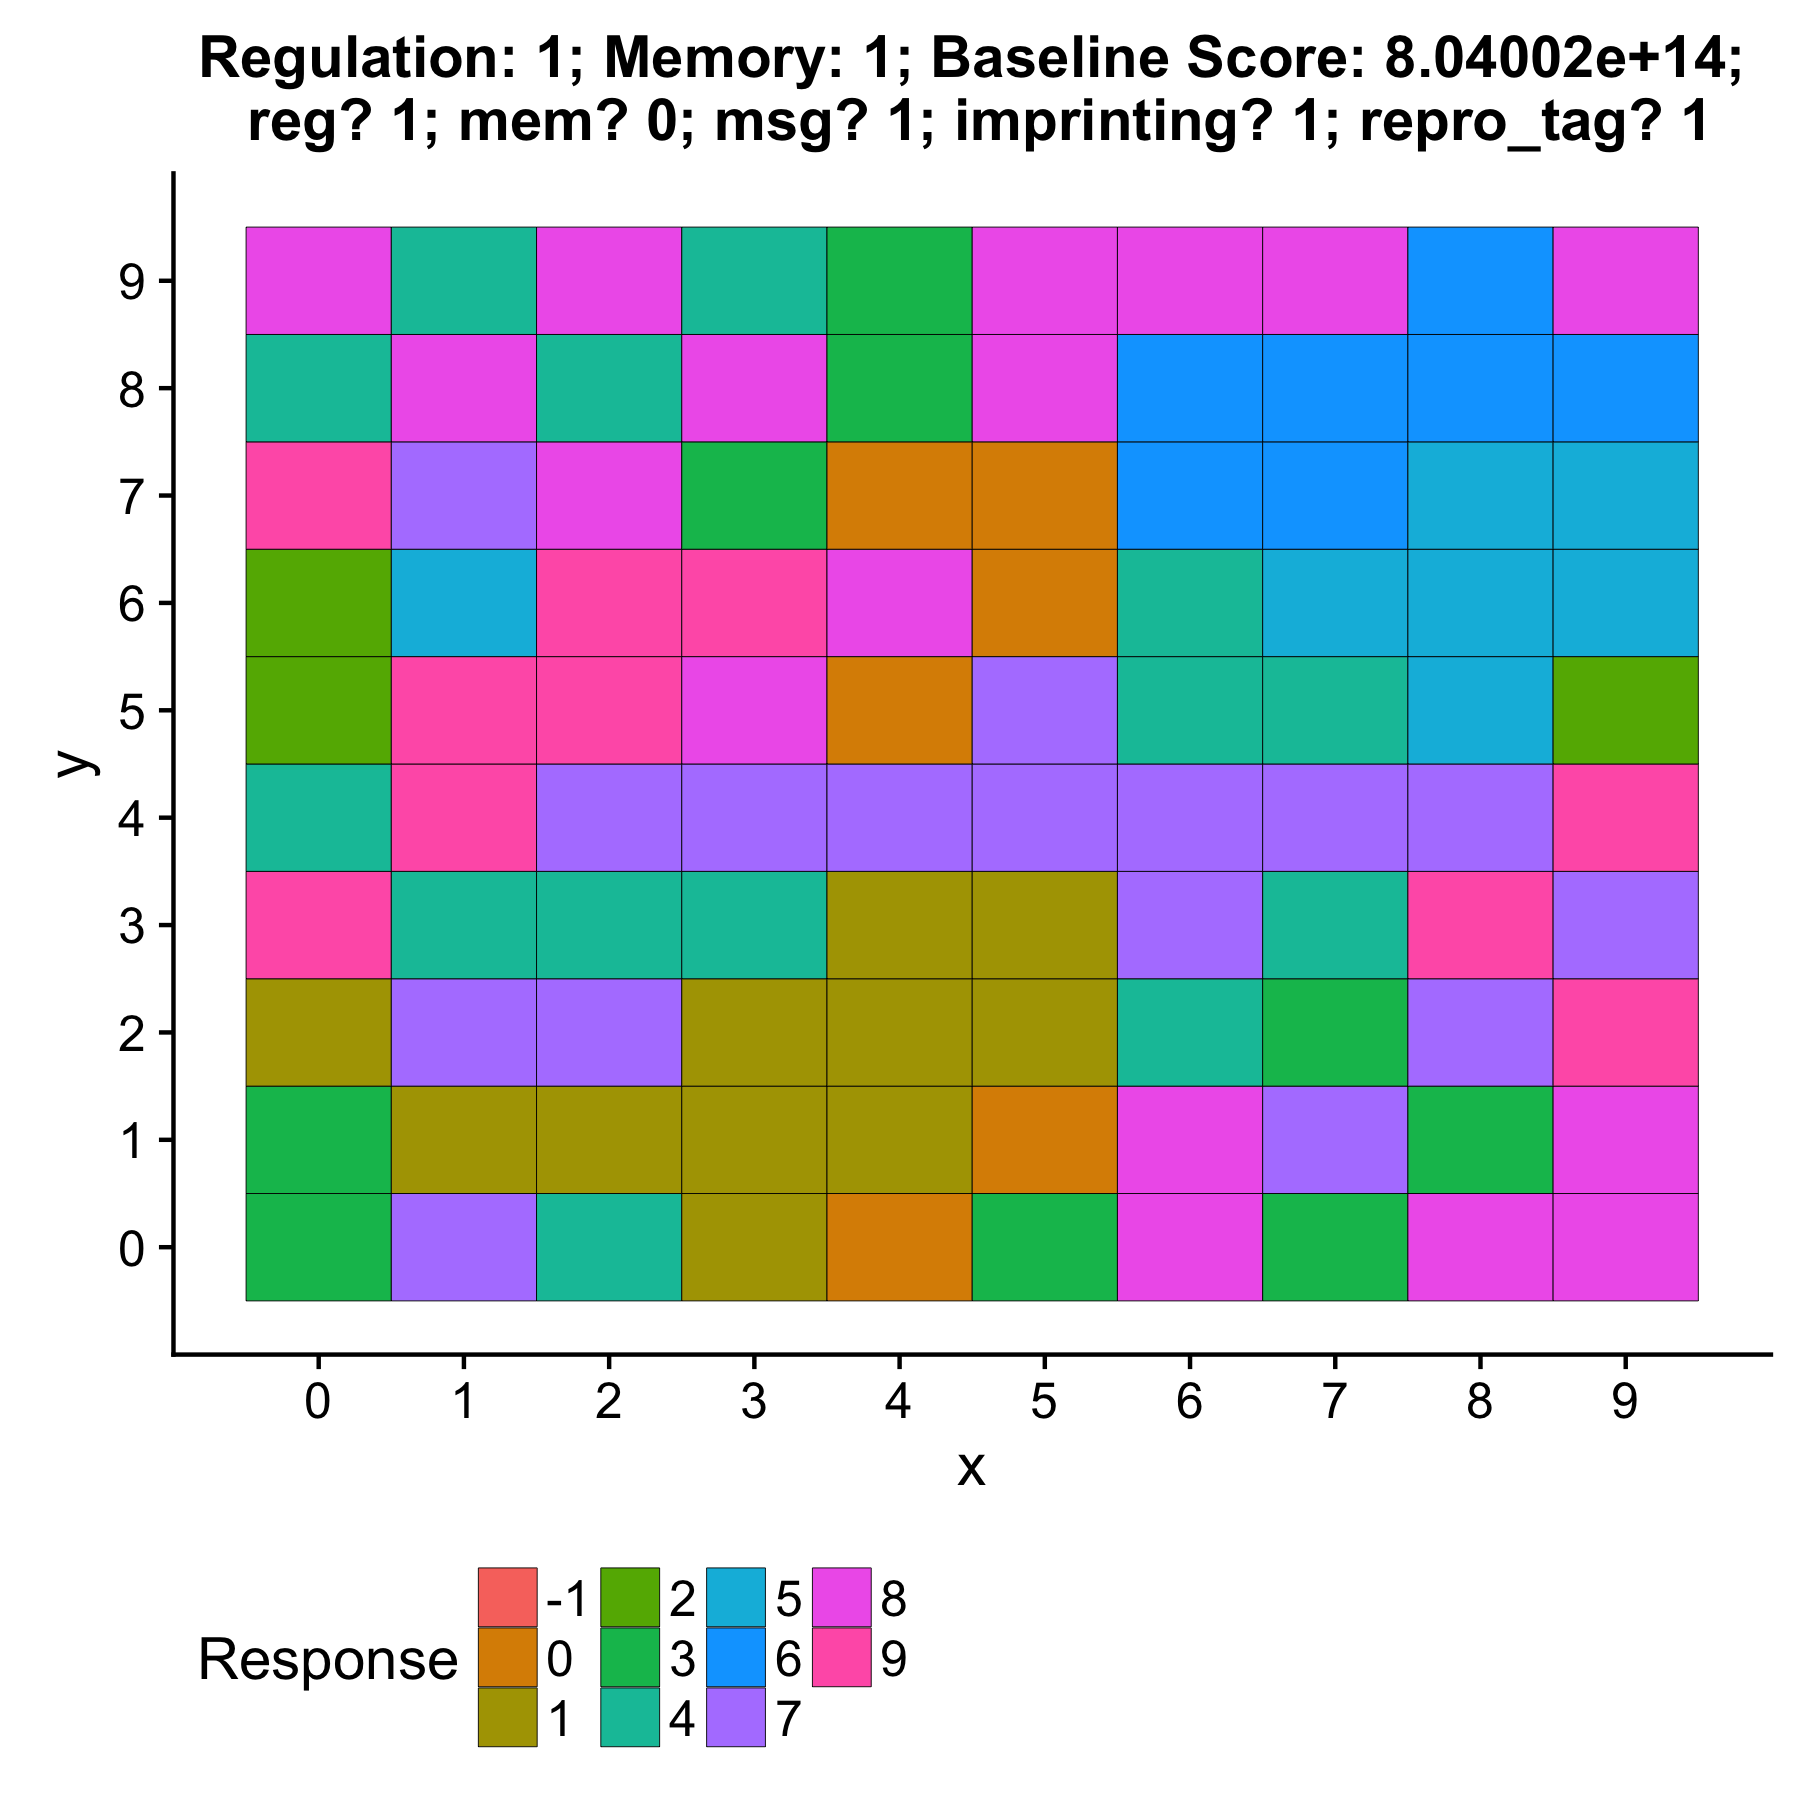 Regulation: 1; Memory: 1; Baseline Score: 8.04002e+14;
reg? 1; mem? 0; msg? 1; imprinting? 1; repro_tag? 1
9
8
7
6
5
4
3
2
1
0
y
0 1 2 3 4 5 6 7 8 9
x
Response
-1 2 5 8
0 3 6 9
1 4 7